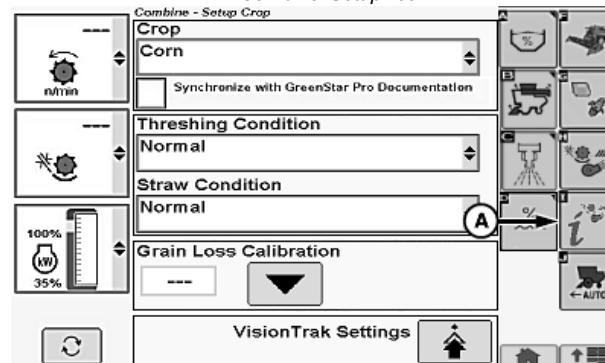 Combine - Setup Crop
Crop
Corn
Synchronize with GreenStar Pro Documentation
Threshing Condition
Normal
Straw Condition
Normal
Grain Loss Calibration
---
VisionTrak Settings
---
n/min
---
100%
kW
35%
A
%
B
C
%
i
← AUTO